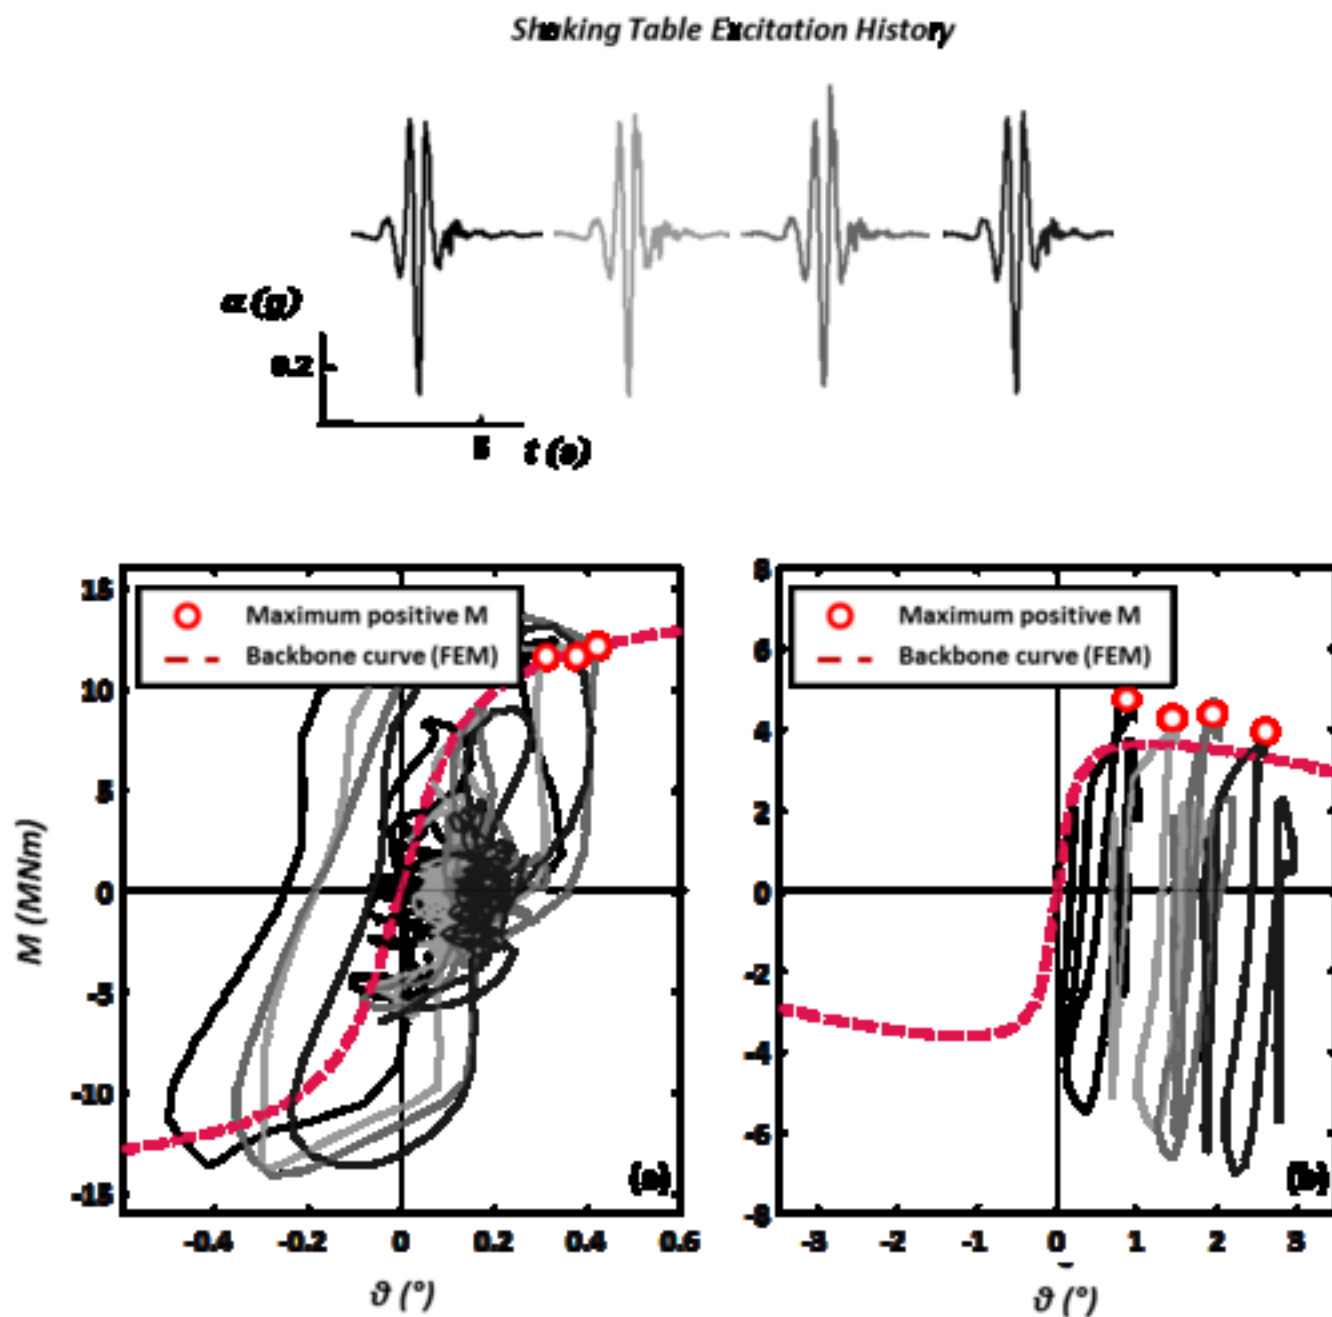 Shaking Table Excitation History
α (g)
0.2
5
t (s)
15
10
5
0
-5
-10
-15
Maximum positive M
Backbone curve (FEM)
(a)
-0.4
-0.2
0
0.2
0.4
0.6
M (MNm)
ϑ (°)
8
6
4
2
0
-2
-4
-6
-8
Maximum positive M
Backbone curve (FEM)
(b)
-3
-2
-1
0
1
2
3
ϑ (°)